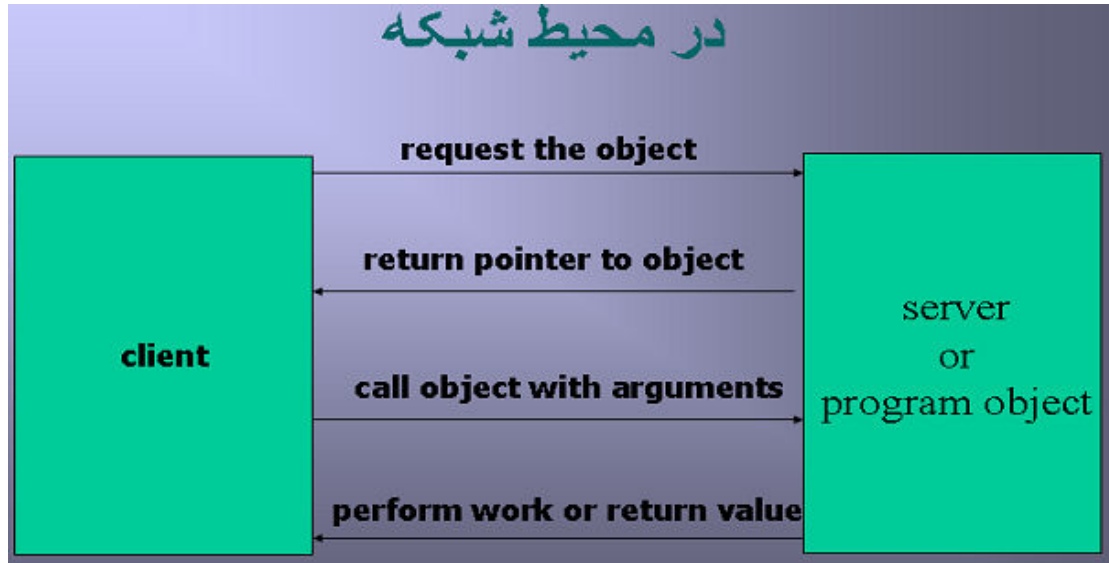 در محیط شبکه
request the object
return pointer to object
client
call object with arguments
perform work or return value
server
or
program object